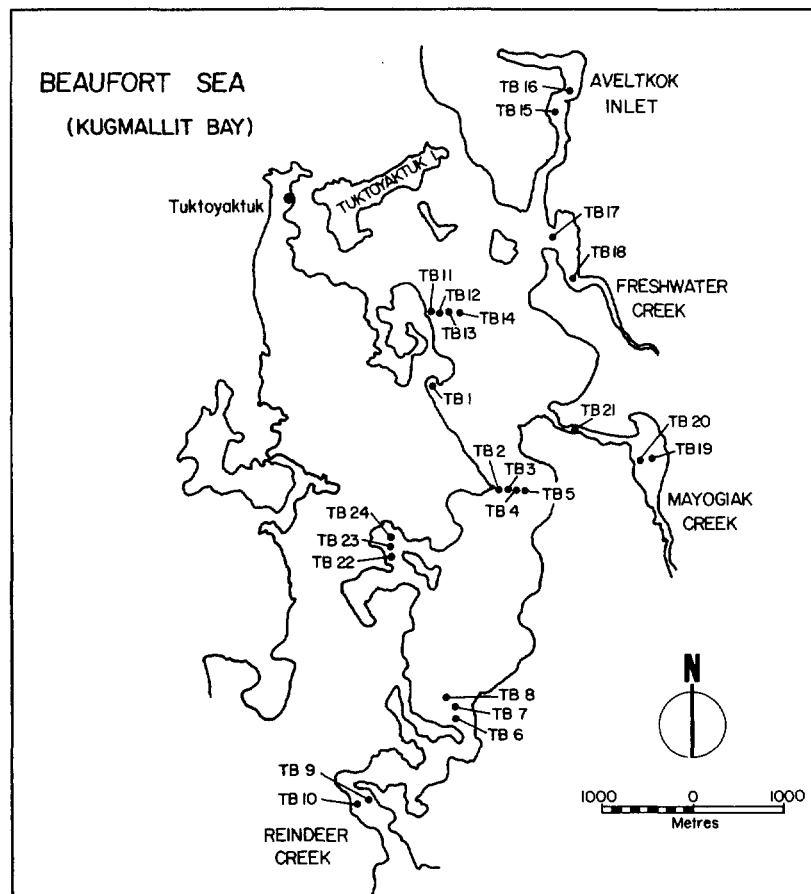 BEAUFORT SEA
(KUGMALLIT BAY)
TB 16
TB 15
AVELTKOK
INLET
TUKTOYAKTUK I.
Tuktoyaktuk
TB 17
TB 18
FRESHWATER
CREEK
TB 11
TB 12
TB 13
TB 14
TB 1
TB 21
TB 20
TB 19
MAYOGIAK
CREEK
TB 2
TB 3
TB 4
TB 5
TB 24
TB 23
TB 22
N
TB 8
TB 7
TB 6
TB 9
TB 10
REINDEER
CREEK
1000 0 1000
Metres